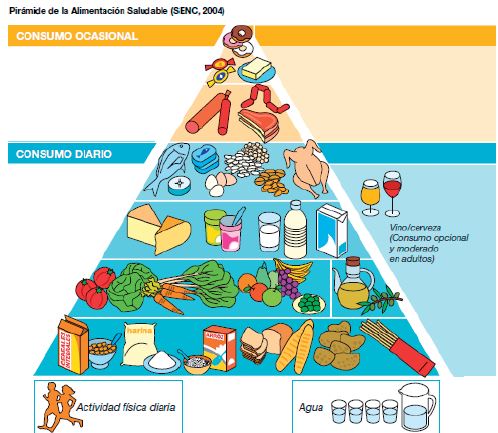 Pirámide de la Alimentación Saludable (SENC, 2004)
CONSUMO OCASIONAL
CONSUMO DIARIO
Vino/cerveza
(Consumo opcional
y moderado
en adultos)
harina
CEREALES INTEGRALES
ARROZ
Actividad física diaria
Agua